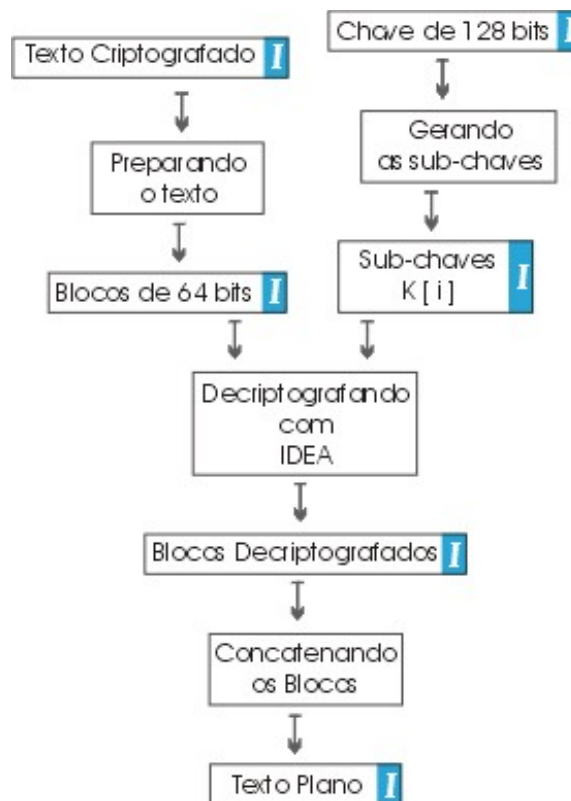 Texto Criptografado I
Chave de 128 bits I
Preparando
o texto
Gerando
as sub-chaves
Blocos de 64 bits I
Sub-chaves
K [ i ] I
Decriptografando
com
IDEA
Blocos Decriptografados I
Concatenando
os Blocos
Texto Plano I